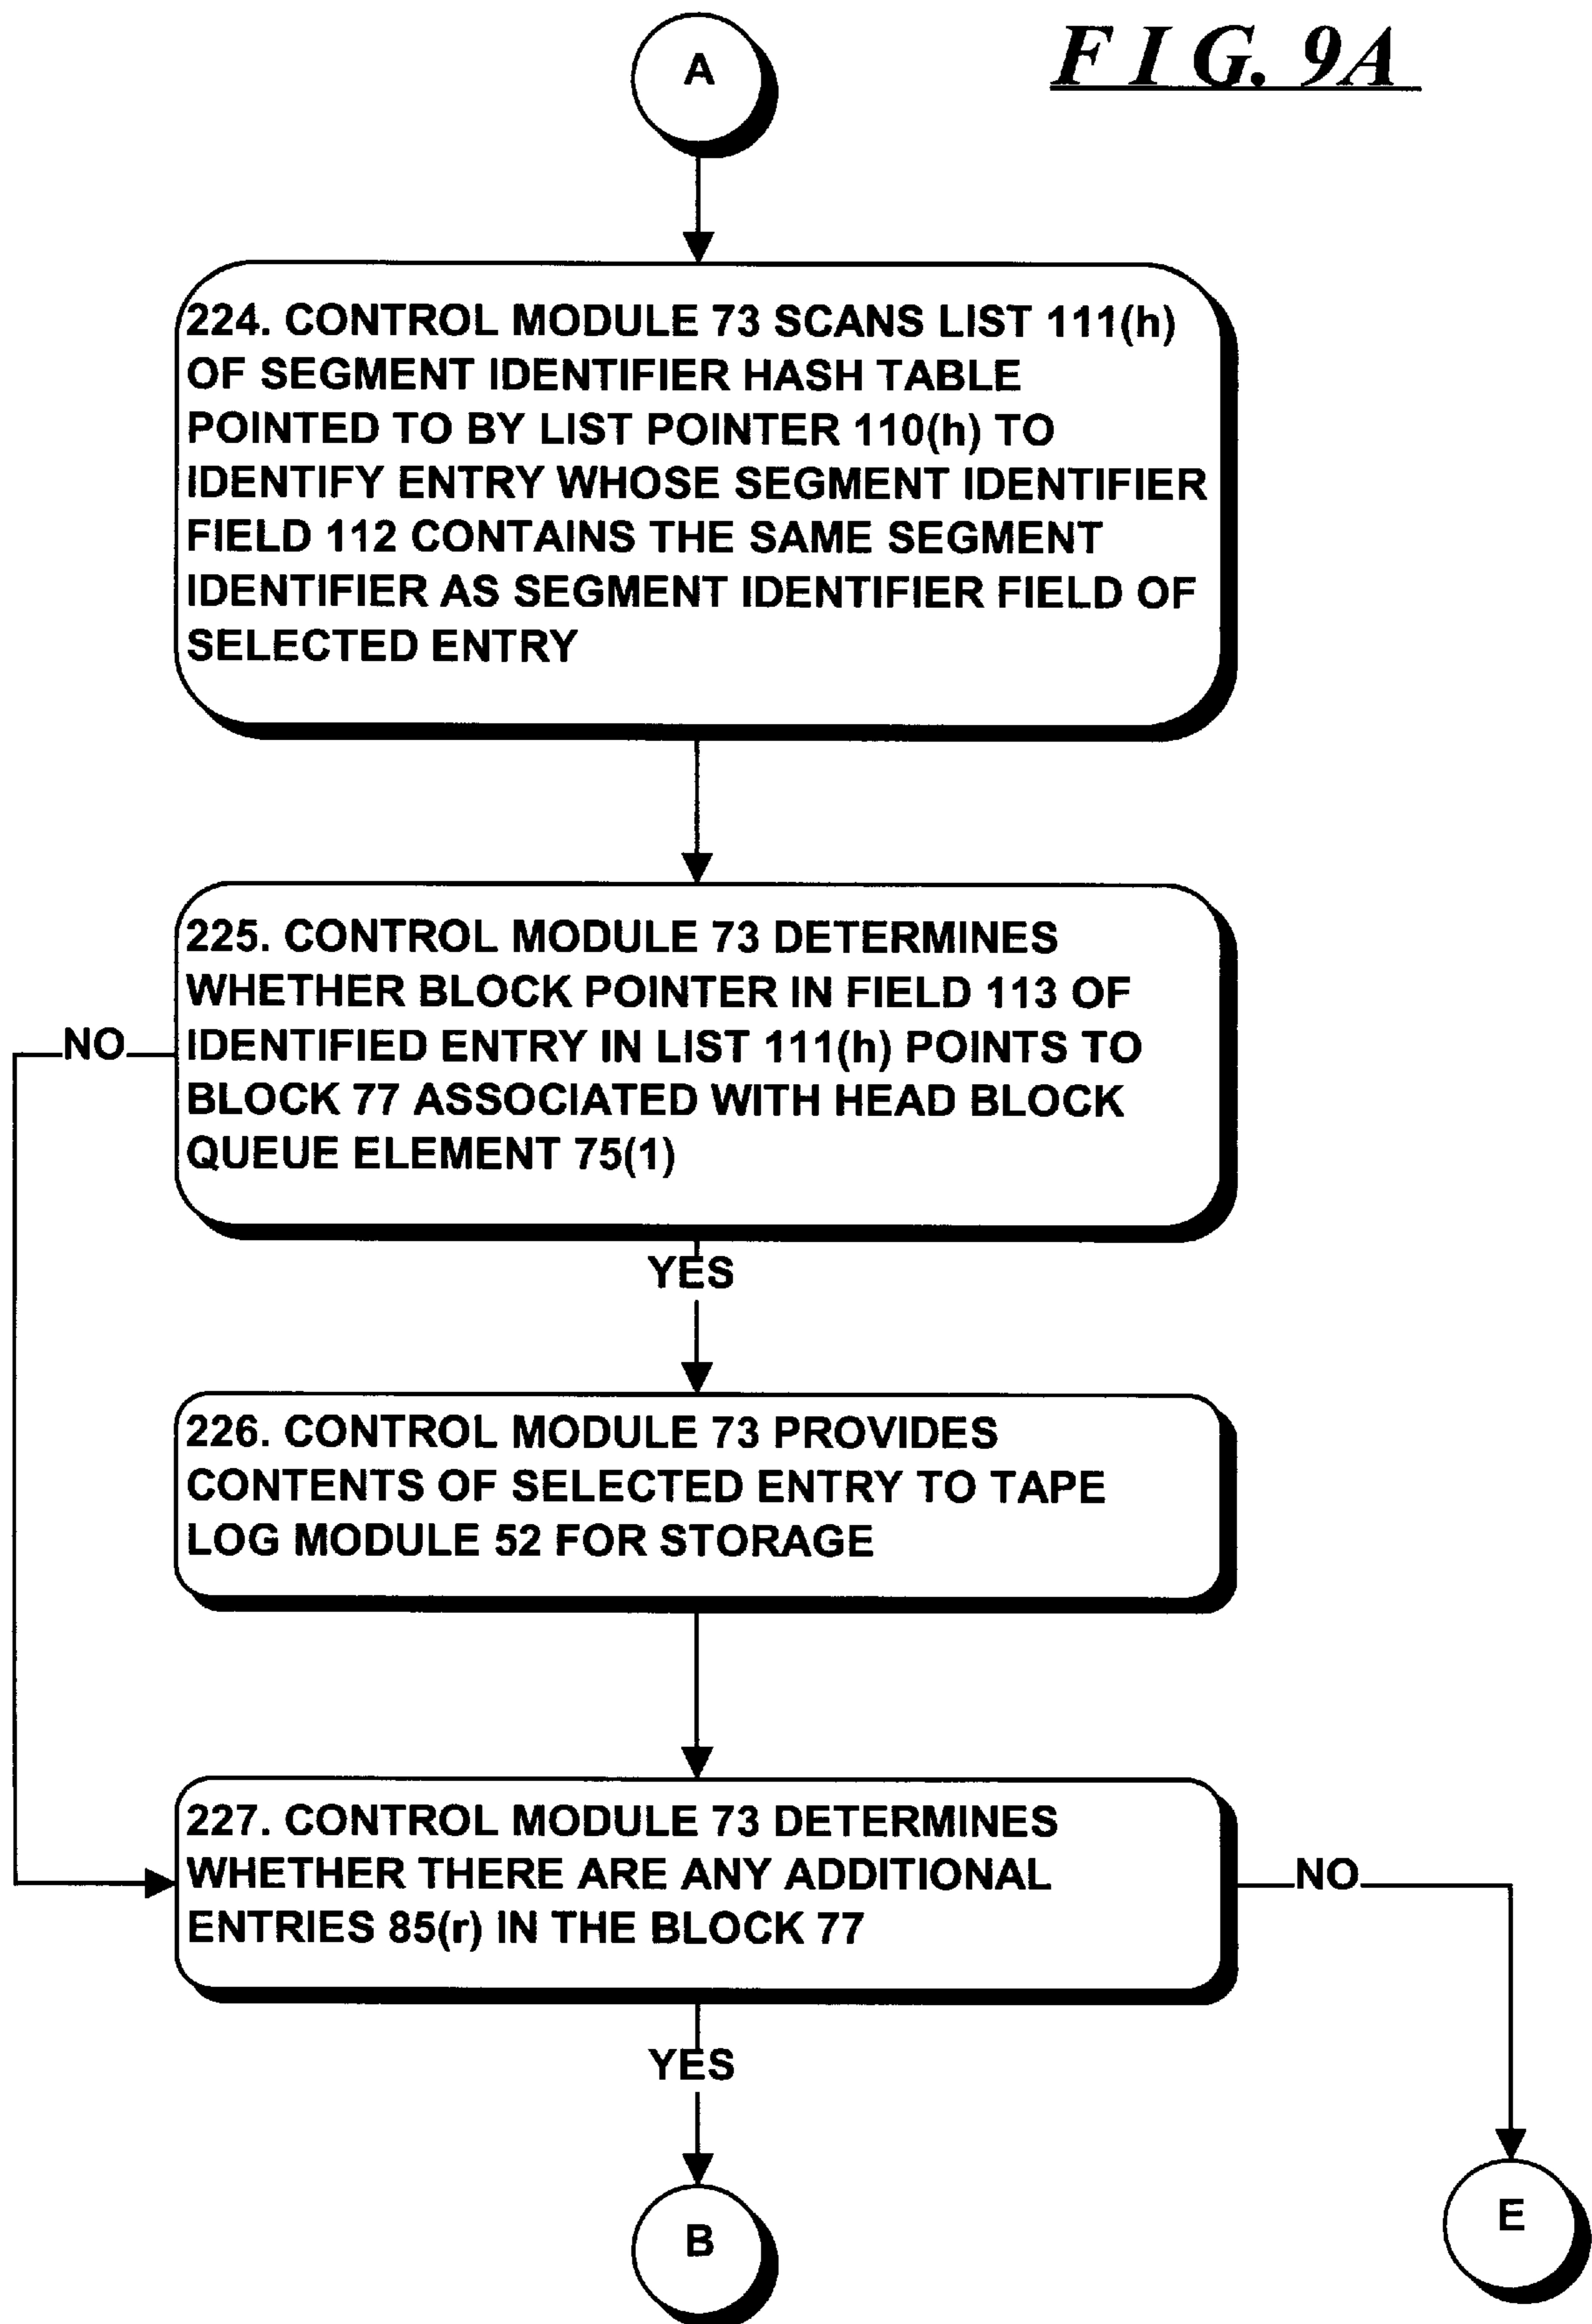 A
F I G. 9A
224. CONTROL MODULE 73 SCANS LIST 111(h)
OF SEGMENT IDENTIFIER HASH TABLE
POINTED TO BY LIST POINTER 110(h) TO
IDENTIFY ENTRY WHOSE SEGMENT IDENTIFIER
FIELD 112 CONTAINS THE SAME SEGMENT
IDENTIFIER AS SEGMENT IDENTIFIER FIELD OF
SELECTED ENTRY
225. CONTROL MODULE 73 DETERMINES
WHETHER BLOCK POINTER IN FIELD 113 OF
IDENTIFIED ENTRY IN LIST 111(h) POINTS TO
BLOCK 77 ASSOCIATED WITH HEAD BLOCK
QUEUE ELEMENT 75(1)
NO
YES
226. CONTROL MODULE 73 PROVIDES
CONTENTS OF SELECTED ENTRY TO TAPE
LOG MODULE 52 FOR STORAGE
227. CONTROL MODULE 73 DETERMINES
WHETHER THERE ARE ANY ADDITIONAL
ENTRIES 85(r) IN THE BLOCK 77
NO
YES
B
E